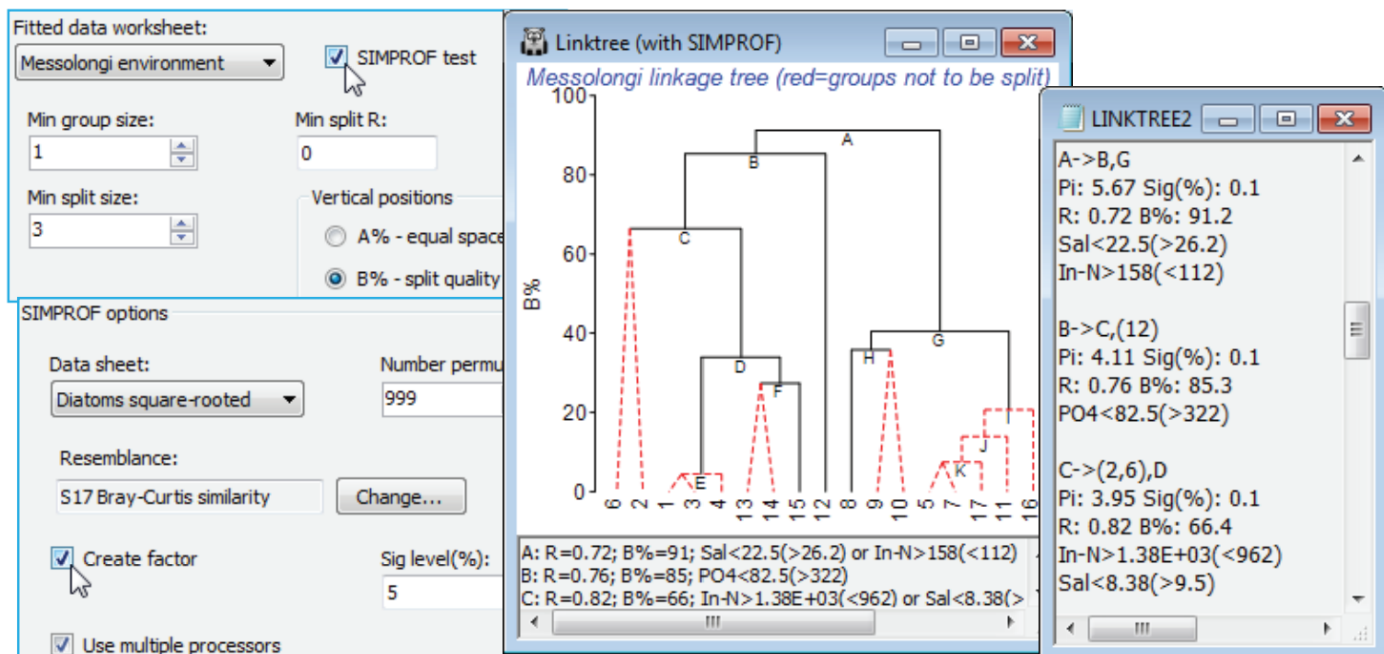 Fitted data worksheet:
Messolongi environment
SIMPROF test
Min group size:
1
Min split R:
0
Min split size:
3
Vertical positions
A% - equal space
B% - split quality
SIMPROF options
Data sheet:
Diatoms square-rooted
Number permu
999
Resemblance:
S17 Bray-Curtis similarity
Change...
Create factor
Sig level(%):
5
Use multiple processors
Linktree (with SIMPROF)
Messolongi linkage tree (red=groups not to be split)
100
80
60
40
20
0
B%
A
B
C
D
E
F
G
H
I
J
K
6 2 1 3 4 13 14 15 12 8 9 10 5 7 17 11 16
A: R=0.72; B%=91; Sal<22.5(>26.2) or In-N>158(<112)
B: R=0.76; B%=85; PO4<82.5(>322)
C: R=0.82; B%=66; In-N>1.38E+03(<962) or Sal<8.38(>
LINKTREE2
A->B,G
Pi: 5.67 Sig(%): 0.1
R: 0.72 B%: 91.2
Sal<22.5(>26.2)
In-N>158(<112)
B->C,(12)
Pi: 4.11 Sig(%): 0.1
R: 0.76 B%: 85.3
PO4<82.5(>322)
C->(2,6),D
Pi: 3.95 Sig(%): 0.1
R: 0.82 B%: 66.4
In-N>1.38E+03(<962)
Sal<8.38(>9.5)